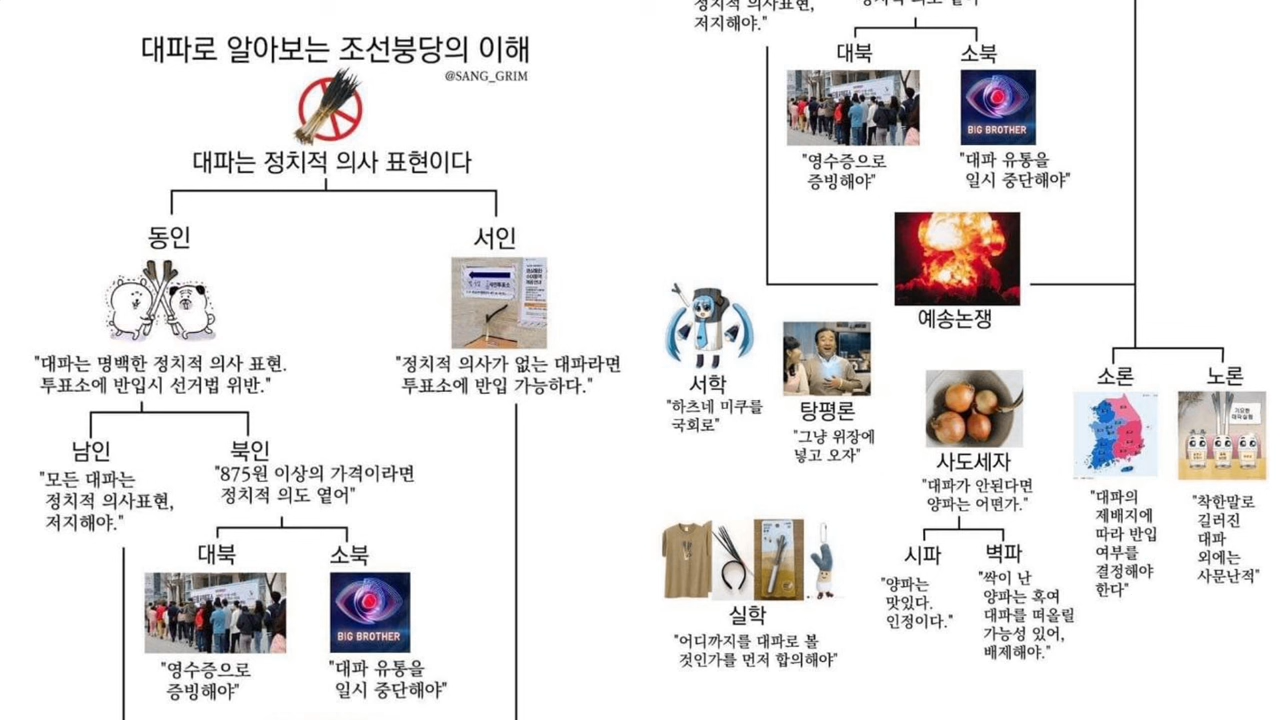 대파로 알아보는 조선붕당의 이해
@SANG_GRIM
대파는 정치적 의사 표현이다
동인
서인
"대파는 명백한 정치적 의사 표현.
투표소에 반입시 선거법 위반."
"정치적 의사가 없는 대파라면
투표소에 반입 가능하다."
남인
"모든 대파는
정치적 의사표현,
저지해야."
북인
"875원 이상의 가격이라면
정치적 의도 옅어"
대북
소북
BIG BROTHER
"영수증으로
증빙해야"
"대파 유통을
일시 중단해야"
정치적 의사표현,
저지해야."
대북
소북
BIG BROTHER
"영수증으로
증빙해야"
"대파 유통을
일시 중단해야"
예송논쟁
서학
"하츠네 미쿠를
국회로"
탕평론
"그냥 위장에
넣고 오자"
사도세자
"대파가 안된다면
양파는 어떤가."
시파
"양파는
맛있다.
인정이다."
벽파
"싹이 난
양파는 혹여
대파를 떠올릴
가능성 있어,
배제해야."
소론
"대파의
재배지에
따라 반입
여부를
결정해야
한다"
노론
"착한말로
길러진
대파
외에는
사문난적"
실학
"어디까지를 대파로 볼
것인가를 먼저 합의해야"